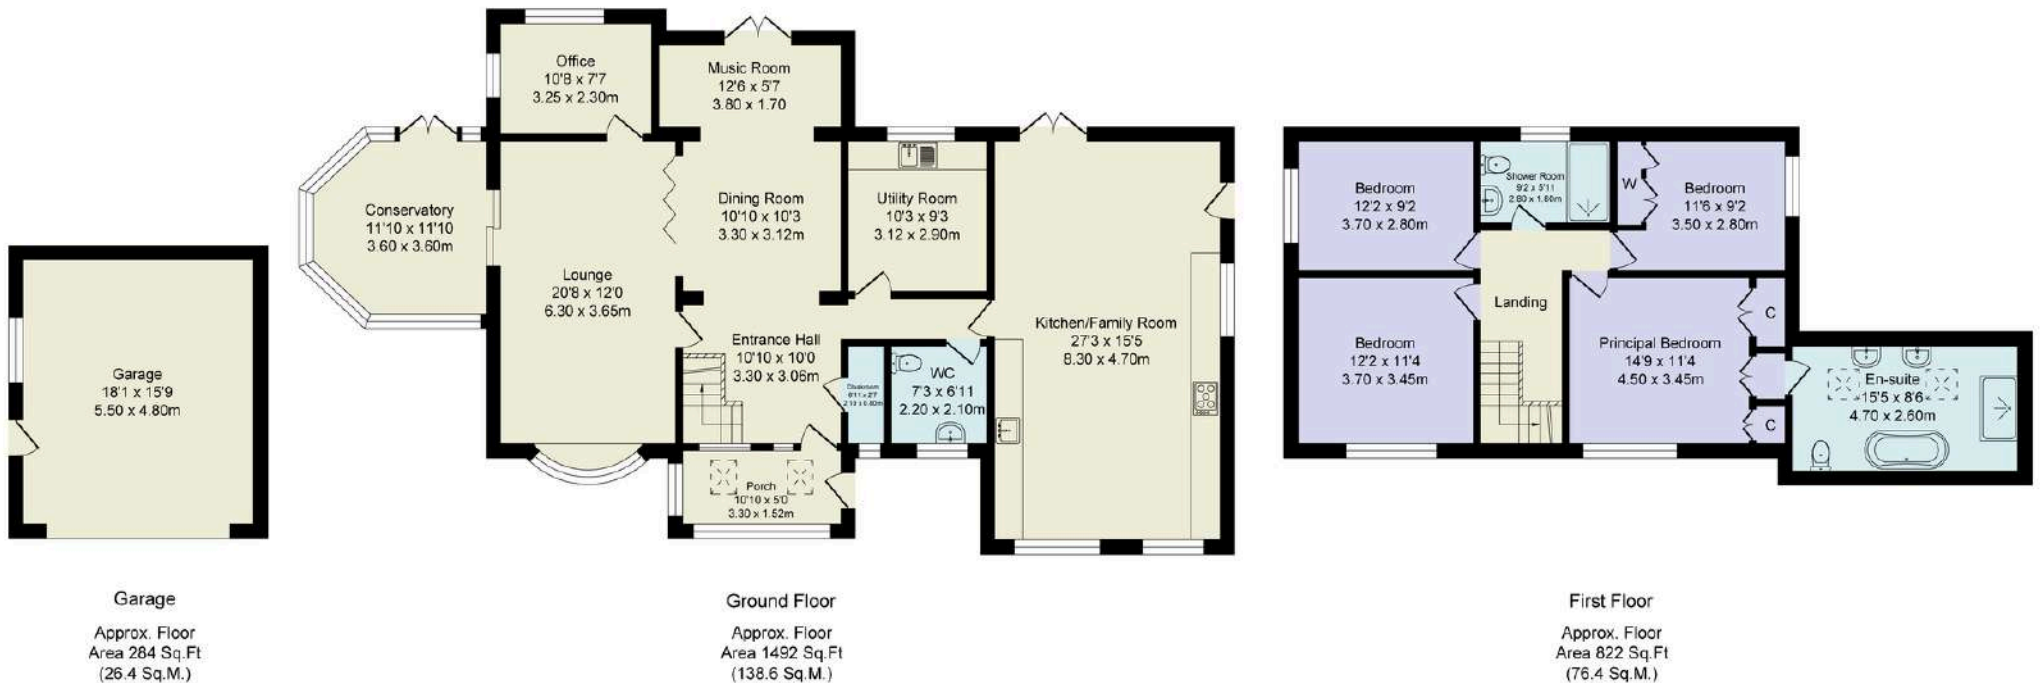 Garage
18'1 x 15'9
5.50 x 4.80m
Garage
Approx. Floor
Area 284 Sq.Ft
(26.4 Sq.M.)
Office
10'8 x 7'7
3.25 x 2.30m
Music Room
12'6 x 5'7
3.80 x 1.70
Conservatory
11'10 x 11'10
3.60 x 3.60m
Lounge
20'8 x 12'0
6.30 x 3.65m
Dining Room
10'10 x 10'3
3.30 x 3.12m
Utility Room
10'3 x 9'3
3.12 x 2.90m
Entrance Hall
10'10 x 10'0
3.30 x 3.06m
WC
7'3 x 6'11
2.20 x 2.10m
Kitchen/Family Room
27'3 x 15'5
8.30 x 4.70m
Porch
10'10 x 5'0
3.30 x 1.52m
Ground Floor
Approx. Floor
Area 1492 Sq.Ft
(138.6 Sq.M.)
Bedroom
12'2 x 9'2
3.70 x 2.80m
Shower Room
9'2 x 5'11
2.80 x 1.80m
W
Bedroom
11'6 x 9'2
3.50 x 2.80m
Landing
Bedroom
12'2 x 11'4
3.70 x 3.45m
Principal Bedroom
14'9 x 11'4
4.50 x 3.45m
C
C
En-suite
15'5 x 8'6
4.70 x 2.60m
First Floor
Approx. Floor
Area 822 Sq.Ft
(76.4 Sq.M.)